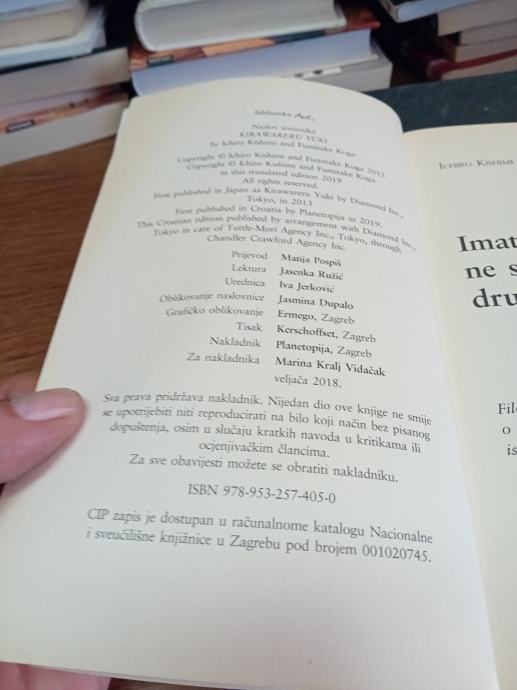 Biblioteka
Naslov izvornika
KIRAWARERU YUKI
by Ichiro Kishimi and Fumitake Koga
Copyright © Ichiro Kishimi and Fumitake Koga 2013
Copyright © Ichiro Kishimi and Fumitake Koga
in this translated edition 2019
All rights reserved.
First published in Japan as Kirawareru Yuki by Diamond Inc.,
Tokyo, in 2013
First published in Croatia by Planetopija in 2019.
This Croatian edition published by arrangement with Diamond Inc.,
Tokyo in care of Tuttle-Mori Agency Inc., Tokyo, through
Chandler Crawford Agency Inc.
Prijevod Matija Pospiš
Lektura Jasenka Ružić
Urednica Iva Jerković
Oblikovanje naslovnice Jasmina Dupalo
Grafičko oblikovanje Ermego, Zagreb
Tisak Kerschoffset, Zagreb
Nakladnik Planetopija, Zagreb
Za nakladnika Marina Kralj Vidačak
veljača 2018.
Sva prava pridržava nakladnik. Nijedan dio ove knjige ne smije
se upotrijebiti niti reproducirati na bilo koji način bez pisanog
dopuštenja, osim u slučaju kratkih navoda u kritikama ili
ocjenjivačkim člancima.
Za sve obavijesti možete se obratiti nakladniku.
ISBN 978-953-257-405-0
CIP zapis je dostupan u računalnome katalogu Nacionalne
i sveučilišne knjižnice u Zagrebu pod brojem 001020745.
Ichiro Kishimi
Imat
ne s
dru
Fil
o
is